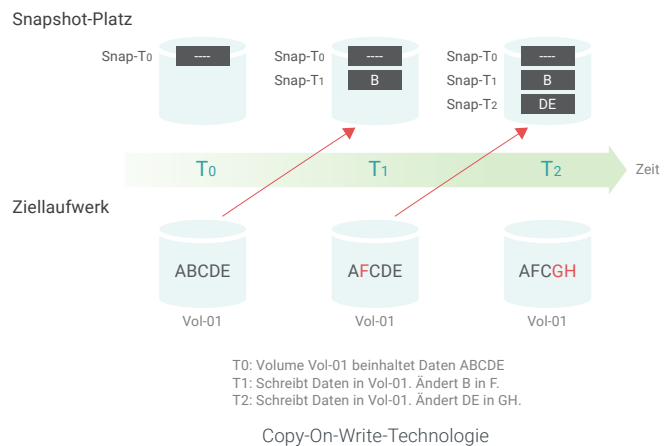 Snapshot-Platz
Snap-T0 ----
Snap-T0 ----
Snap-T1 B
Snap-T0 ----
Snap-T1 B
Snap-T2 DE
T0 T1 T2 Zeit
Ziellaufwerk
ABCDE AFCDE AFCGH
Vol-01 Vol-01 Vol-01
T0: Volume Vol-01 beinhaltet Daten ABCDE
T1: Schreibt Daten in Vol-01. Ändert B in F.
T2: Schreibt Daten in Vol-01. Ändert DE in GH.
Copy-On-Write-Technologie